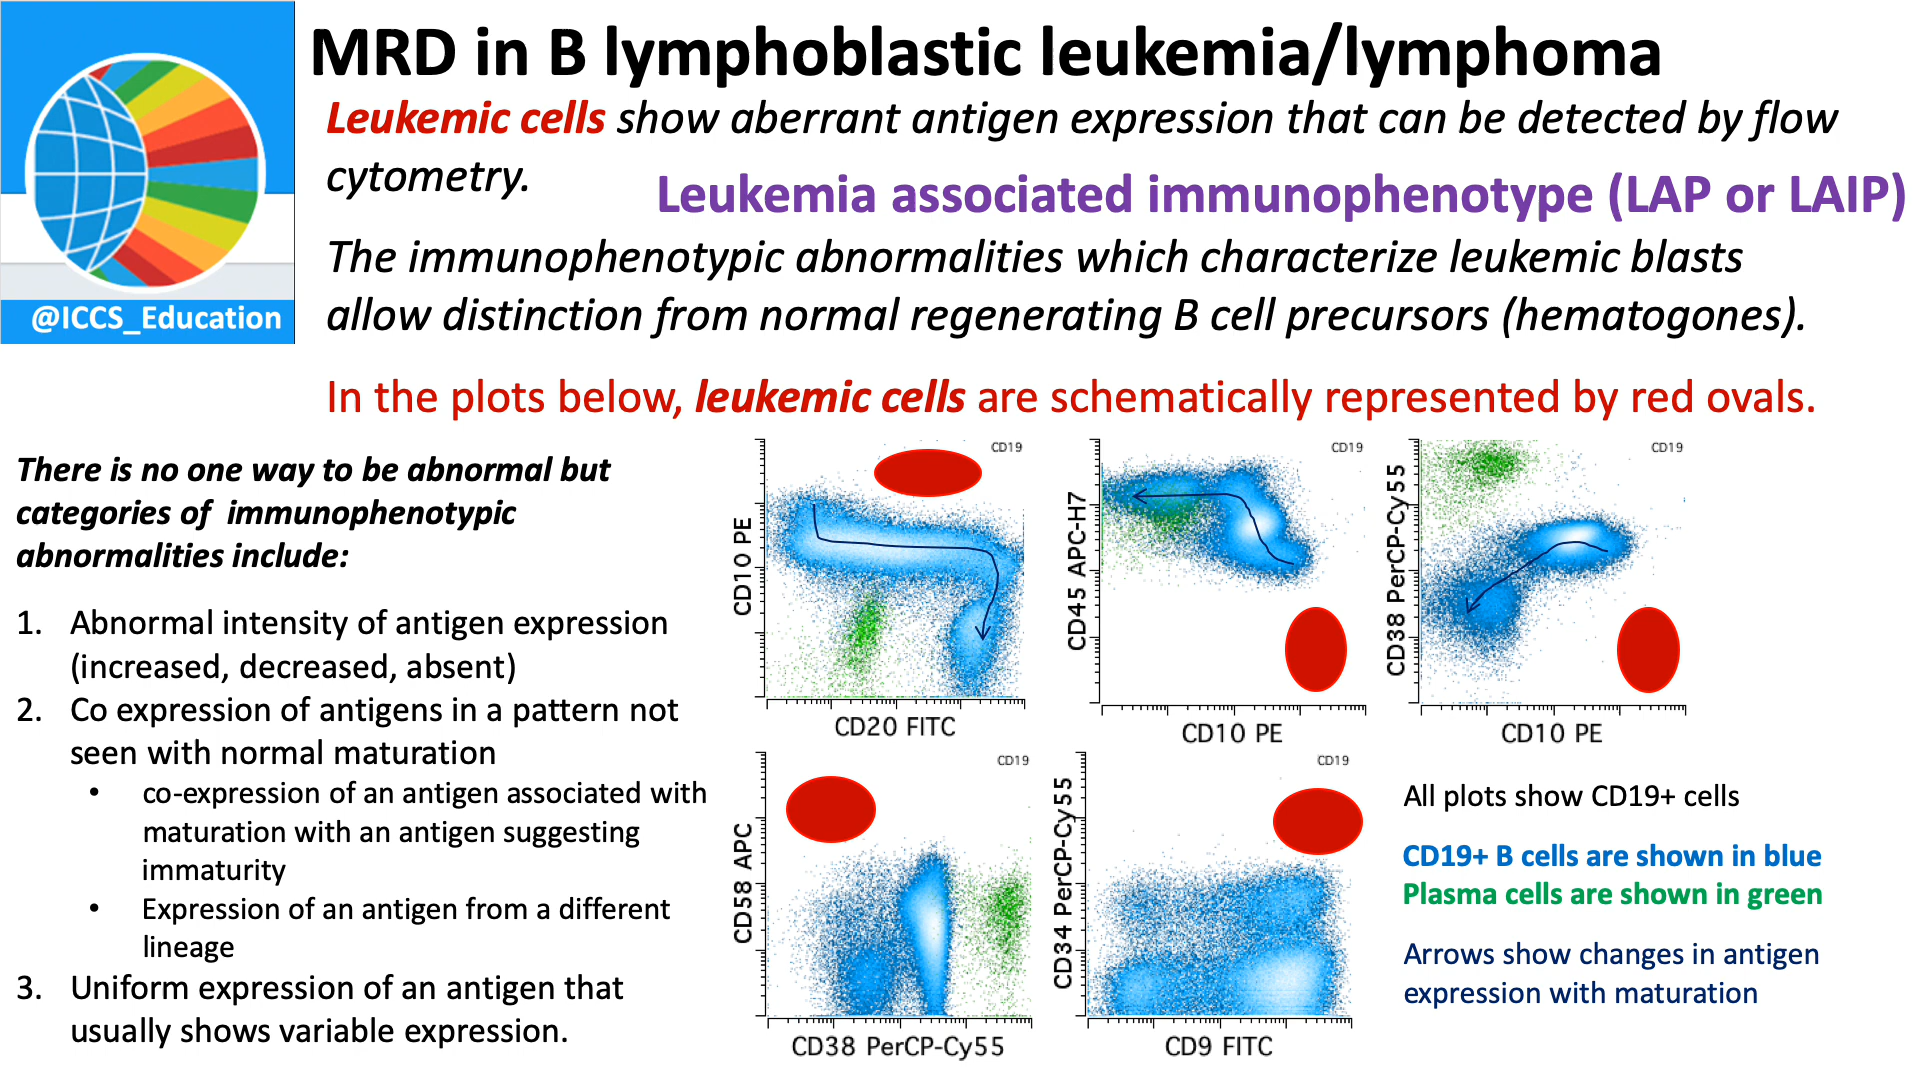 MRD in B lymphoblastic leukemia/lymphoma
Leukemic cells show aberrant antigen expression that can be detected by flow
cytometry.
Leukemia associated immunophenotype (LAP or LAIP)
The immunophenotypic abnormalities which characterize leukemic blasts
allow distinction from normal regenerating B cell precursors (hematogones).
@ICCS_Education
In the plots below, leukemic cells are schematically represented by red ovals.
There is no one way to be abnormal but
categories of immunophenotypic
abnormalities include:
1. Abnormal intensity of antigen expression
(increased, decreased, absent)
2. Co expression of antigens in a pattern not
seen with normal maturation
• co-expression of an antigen associated with
maturation with an antigen suggesting
immaturity
• Expression of an antigen from a different
lineage
3. Uniform expression of an antigen that
usually shows variable expression.
CD19
CD10 PE
CD20 FITC
CD19
CD45 APC-H7
CD10 PE
CD19
CD38 PerCP-Cy55
CD10 PE
CD19
CD58 APC
CD38 PerCP-Cy55
CD19
CD34 PerCP-Cy55
CD9 FITC
All plots show CD19+ cells
CD19+ B cells are shown in blue
Plasma cells are shown in green
Arrows show changes in antigen
expression with maturation